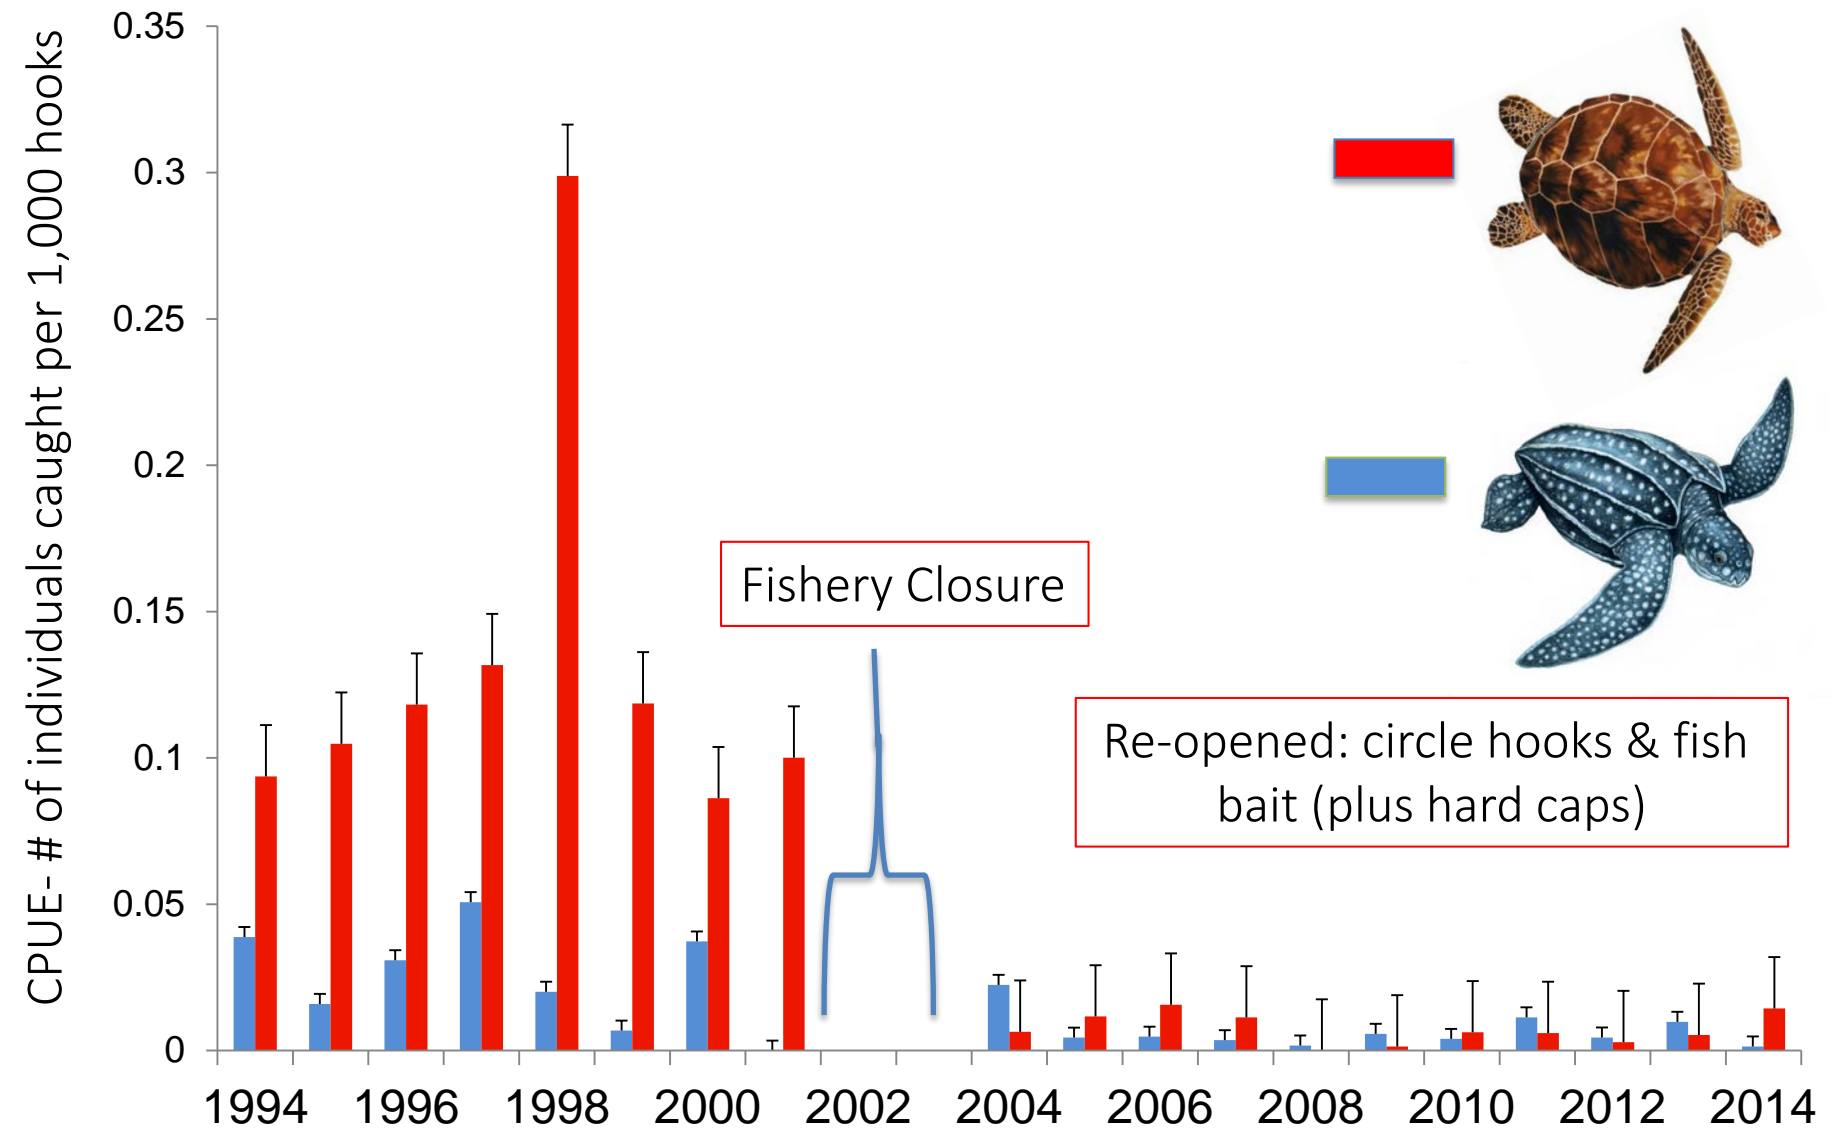 CPUE- # of individuals caught per 1,000 hooks
0.35
0.3
0.25
0.2
0.15
0.1
0.05
0
Fishery Closure
Re-opened: circle hooks & fish
bait (plus hard caps)
1994 1996 1998 2000 2002 2004 2006 2008 2010 2012 2014